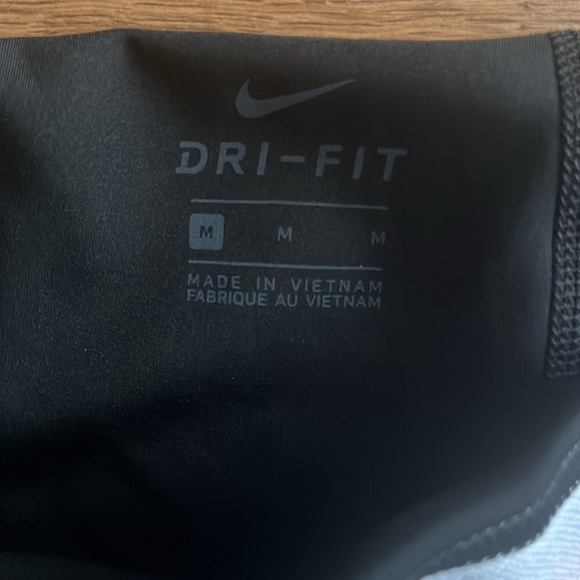 DRI-FIT
M M M
MADE IN VIETNAM
FABRIQUE AU VIETNAM